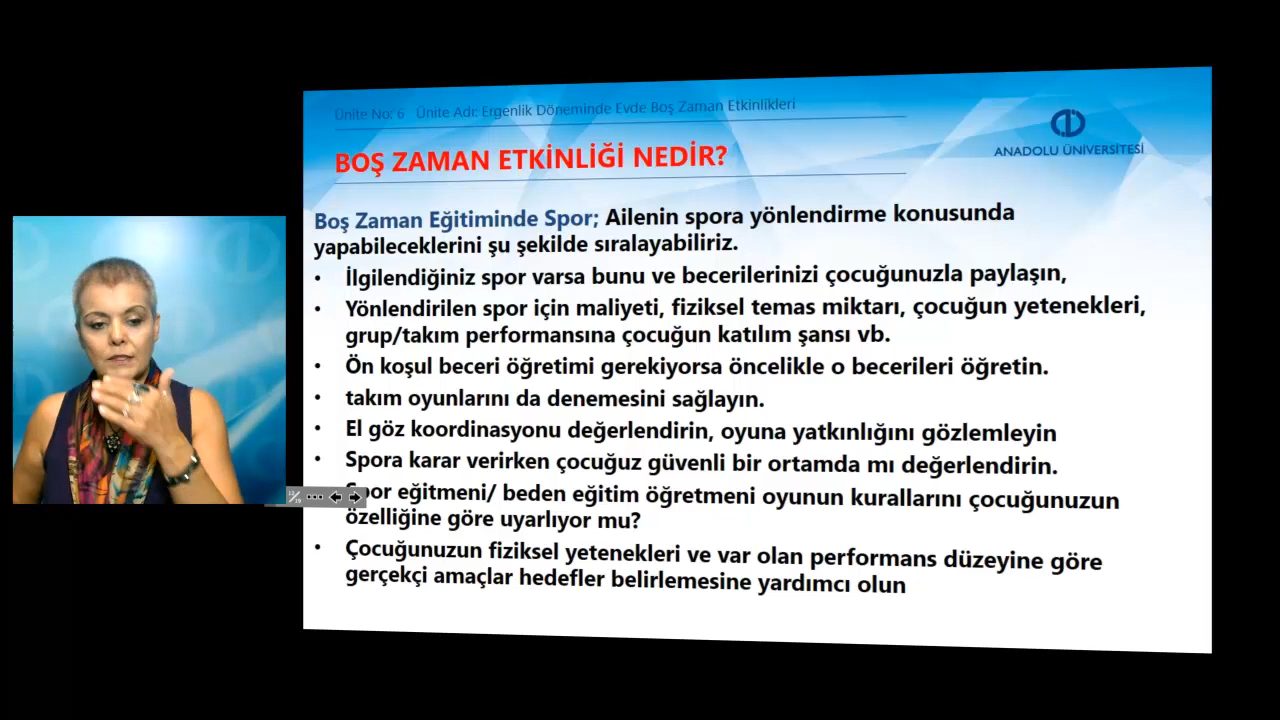 Ünite No: 6 Ünite Adı: Ergenlik Döneminde Evde Boş Zaman Etkinlikleri
ANADOLU ÜNİVERSİTESİ
BOŞ ZAMAN ETKİNLİĞİ NEDİR?
Boş Zaman Eğitiminde Spor; Ailenin spora yönlendirme konusunda
yapabileceklerini şu şekilde sıralayabiliriz.
• İlgilendiğiniz spor varsa bunu ve becerilerinizi çocuğunuzla paylaşın,
• Yönlendirilen spor için maliyeti, fiziksel temas miktarı, çocuğun yetenekleri,
grup/takım performansına çocuğun katılım şansı vb.
• Ön koşul beceri öğretimi gerekiyorsa öncelikle o becerileri öğretin.
• takım oyunlarını da denemesini sağlayın.
• El göz koordinasyonu değerlendirin, oyuna yatkınlığını gözlemleyin
• Spora karar verirken çocuğuz güvenli bir ortamda mı değerlendirin.
Spor eğitmeni/ beden eğitim öğretmeni oyunun kurallarını çocuğunuzun
özelliğine göre uyarlıyor mu?
• Çocuğunuzun fiziksel yetenekleri ve var olan performans düzeyine göre
gerçekçi amaçlar hedefler belirlemesine yardımcı olun